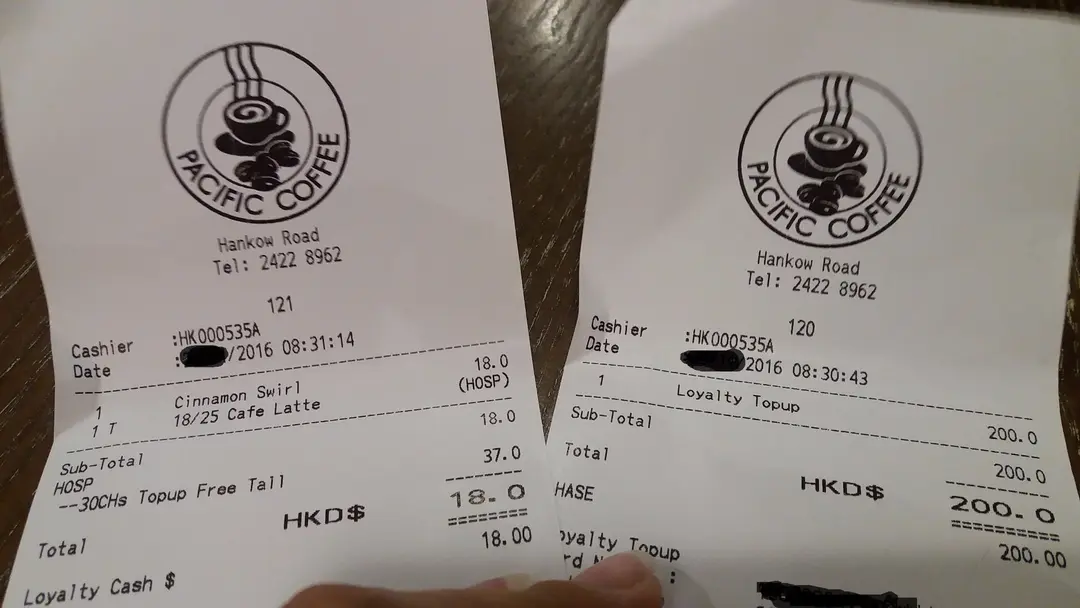 PACIFIC COFFEE
Hankow Road
Tel: 2422 8962
121
Cashier :HK000535A
Date : /2016 08:31:14
1 Cinnamon Swirl 18.0
1 T 18/25 Cafe Latte (HOSP)
Sub-Total 18.0
HOSP 37.0
--30CHs Topup Free Tall
Total HKD$ 18.0
Loyalty Cash $ 18.00
PACIFIC COFFEE
Hankow Road
Tel: 2422 8962
120
Cashier :HK000535A
Date : 2016 08:30:43
1 Loyalty Topup 200.0
Sub-Total 200.0
Total HKD$ 200.0
HASE 200.00
oyalty Topup
rd :